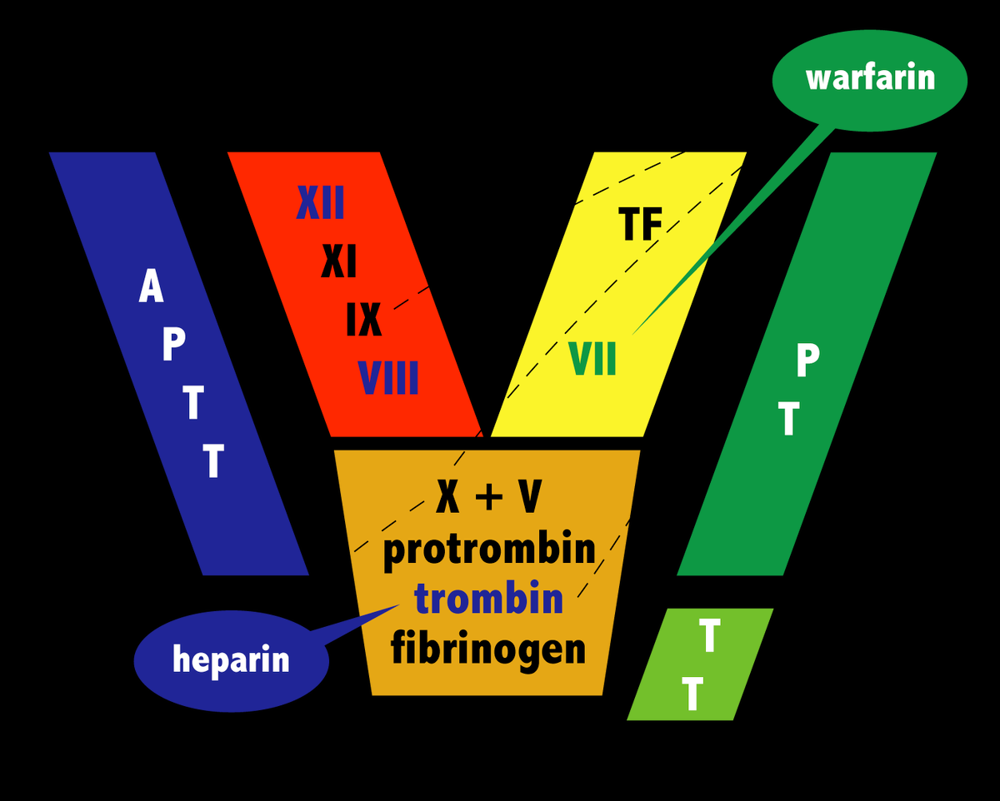 warfarin
A
P
T
T
XII
XI
IX
VIII
TF
VII
P
T
X + V
protrombin
trombin
fibrinogen
heparin
T
T